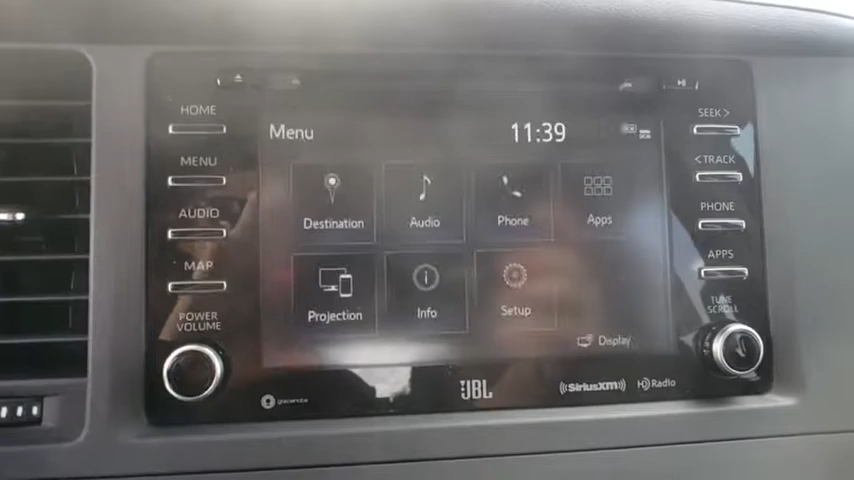 HOME
MENU
AUDIO
MAP
POWER
VOLUME
Menu
11:39
Destination
Audio
Phone
Apps
Projection
Info
Setup
Display
SEEK >
< TRACK
PHONE
APPS
TUNE
SCROLL
gracenote
JBL
((SiriusXM))
HD Radio